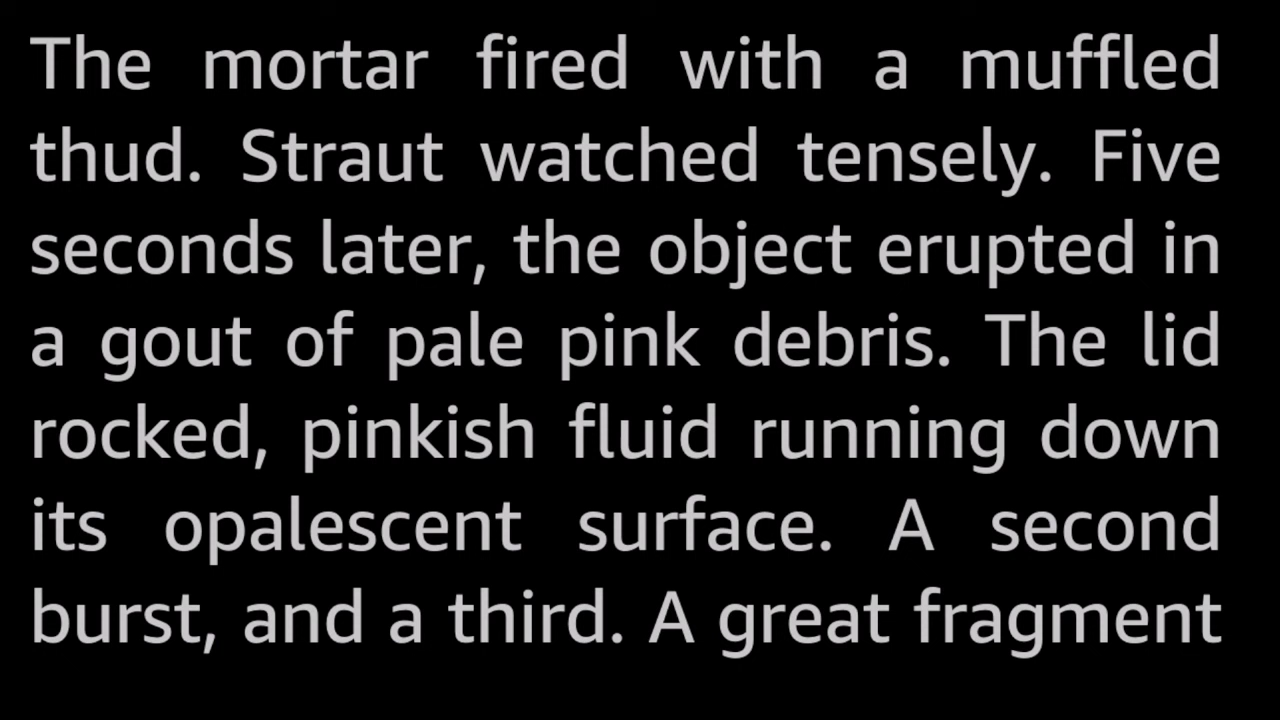 The mortar fired with a muffled
thud. Straut watched tensely. Five
seconds later, the object erupted in
a gout of pale pink debris. The lid
rocked, pinkish fluid running down
its opalescent surface. A second
burst, and a third. A great fragment